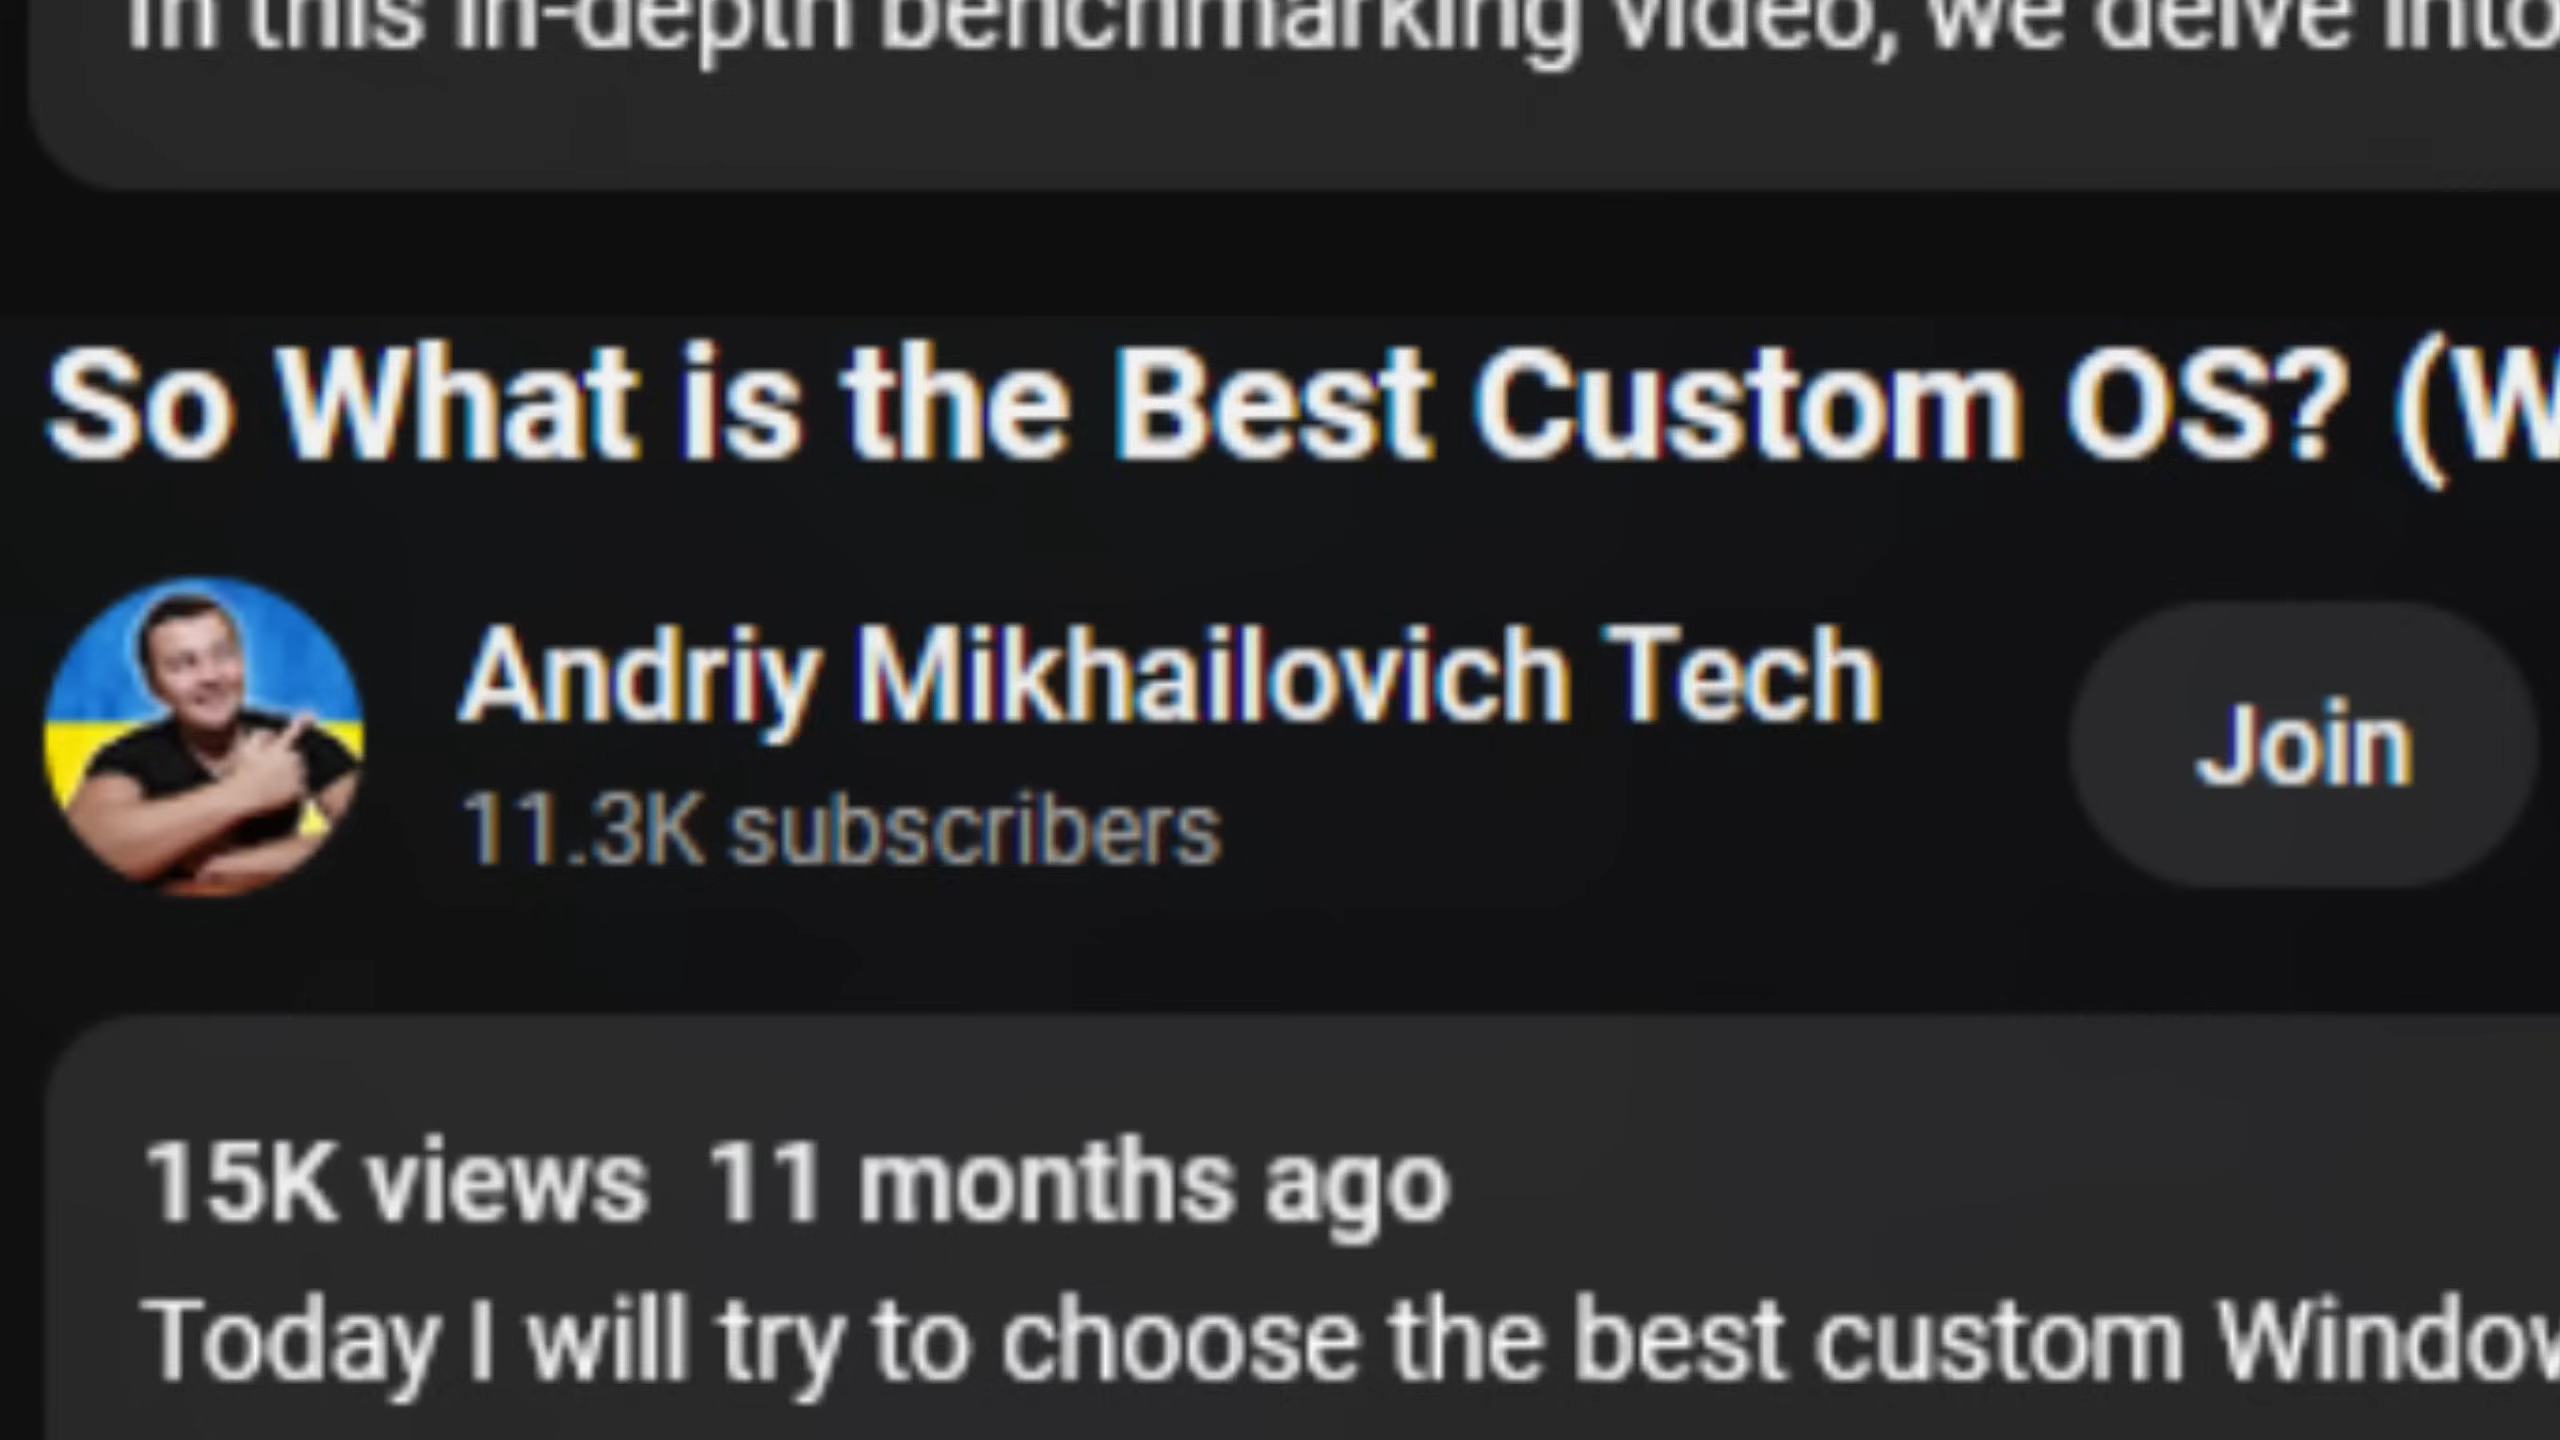 In this in-depth benchmarking video, we delve into
So What is the Best Custom OS? (W
Andriy Mikhailovich Tech
Join
11.3K subscribers
15K views 11 months ago
Today I will try to choose the best custom Window